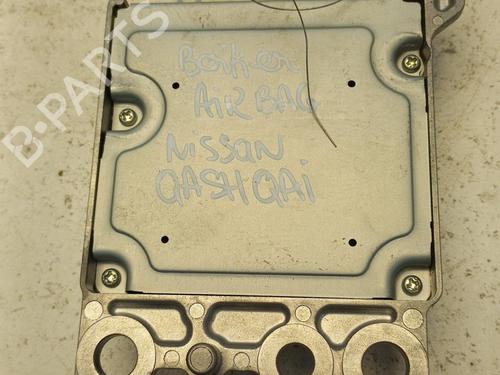 B-PARTS
Boitier
AIRBAG
NISSAN
QASHQAi